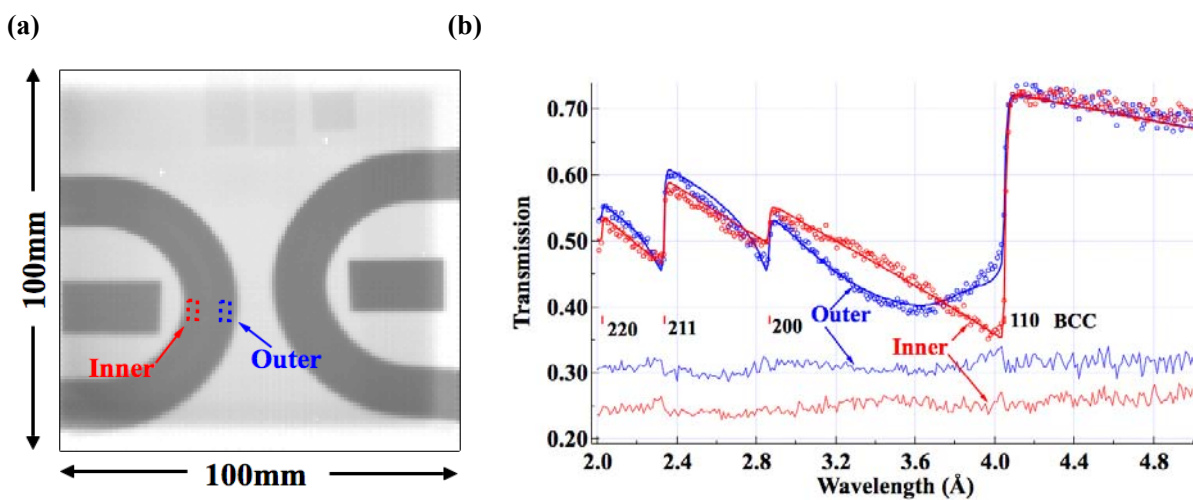 (a)
(b)
100mm
Inner
Outer
100mm
Transmission
0.70
0.60
0.50
0.40
0.30
0.20
220
211
200
110 BCC
Outer
Inner
2.0 2.4 2.8 3.2 3.6 4.0 4.4 4.8
Wavelength (Å)